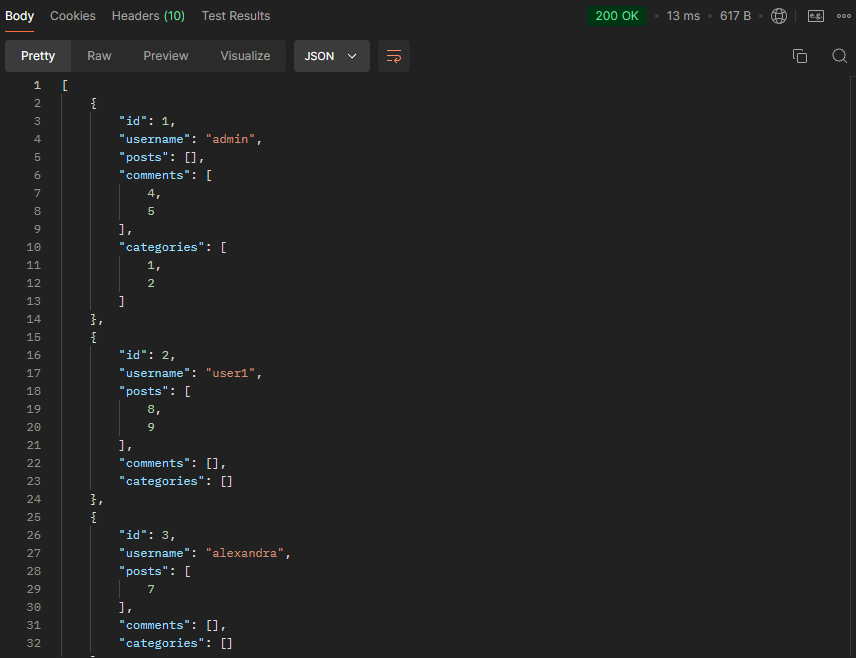 Body Cookies Headers (10) Test Results 200 OK 13 ms 617 B e.g.
Pretty Raw Preview Visualize JSON
1 [
2 {
3 "id": 1,
4 "username": "admin",
5 "posts": [],
6 "comments": [
7 4,
8 5
9 ],
10 "categories": [
11 1,
12 2
13 ]
14 },
15 {
16 "id": 2,
17 "username": "user1",
18 "posts": [
19 8,
20 9
21 ],
22 "comments": [],
23 "categories": []
24 },
25 {
26 "id": 3,
27 "username": "alexandra",
28 "posts": [
29 7
30 ],
31 "comments": [],
32 "categories": []